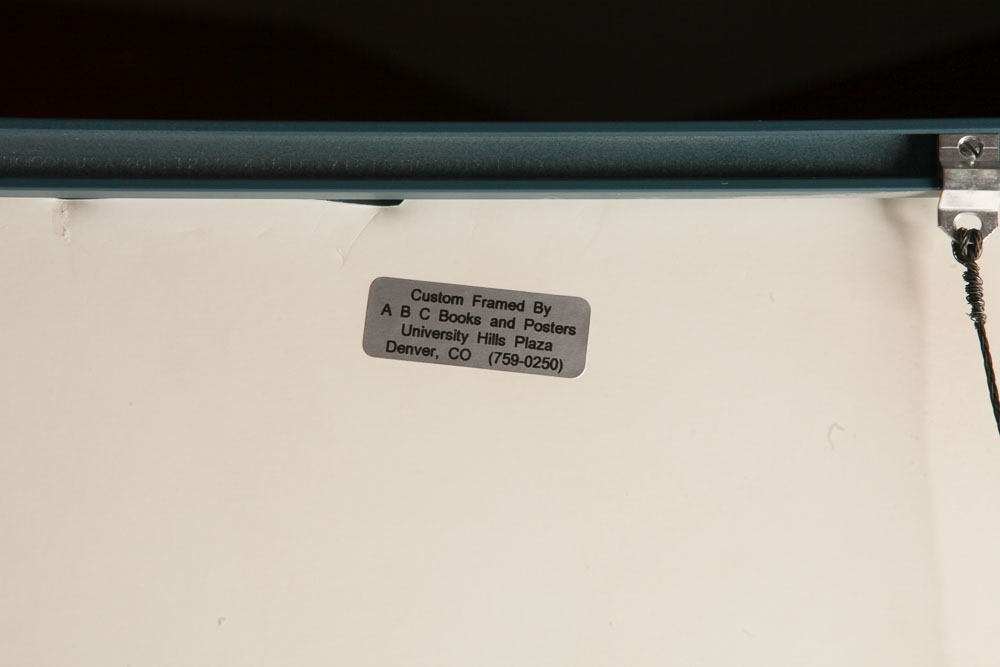 Custom Framed By
A B C Books and Posters
University Hills Plaza
Denver, CO (759-0250)